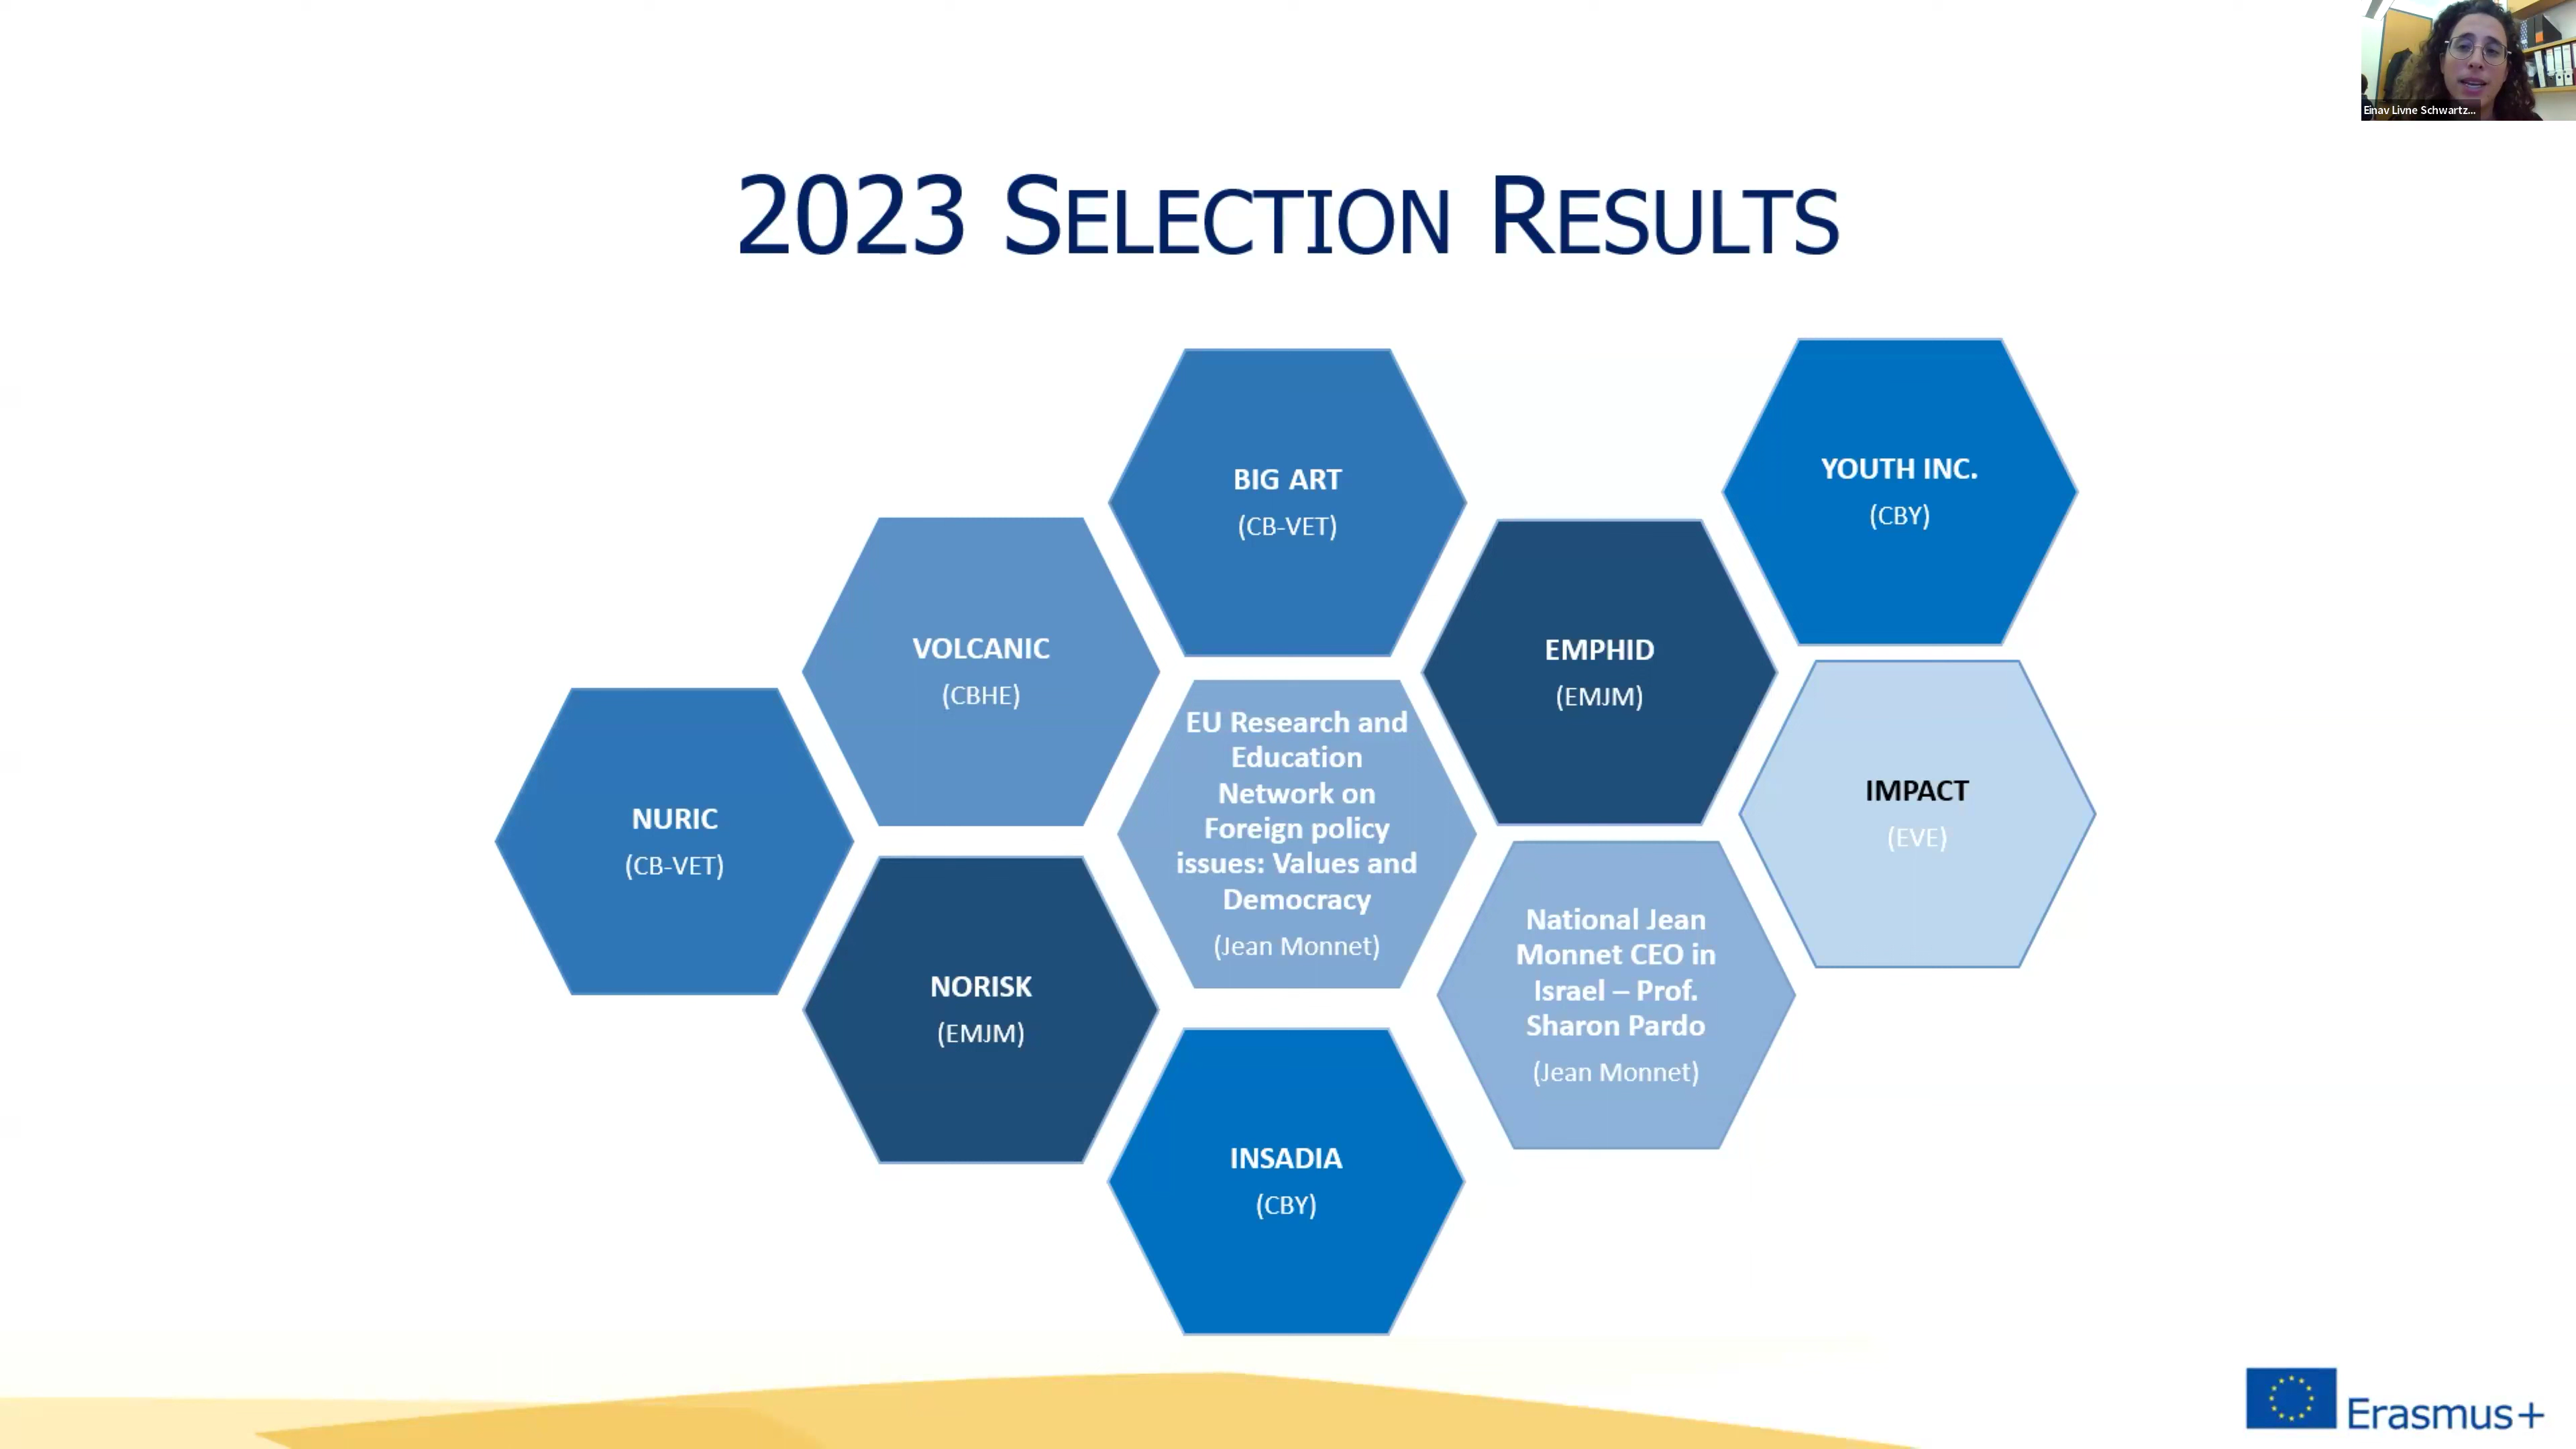 Einav Livne Schwartz...
2023 SELECTION RESULTS
BIG ART
(CB-VET)
YOUTH INC.
(CBY)
VOLCANIC
(CBHE)
EMPHID
(EMJM)
NURIC
(CB-VET)
EU Research and
Education
Network on
Foreign policy
issues: Values and
Democracy
(Jean Monnet)
IMPACT
(EVE)
NORISK
(EMJM)
National Jean
Monnet CEO in
Israel – Prof.
Sharon Pardo
(Jean Monnet)
INSADIA
(CBY)
Erasmus+